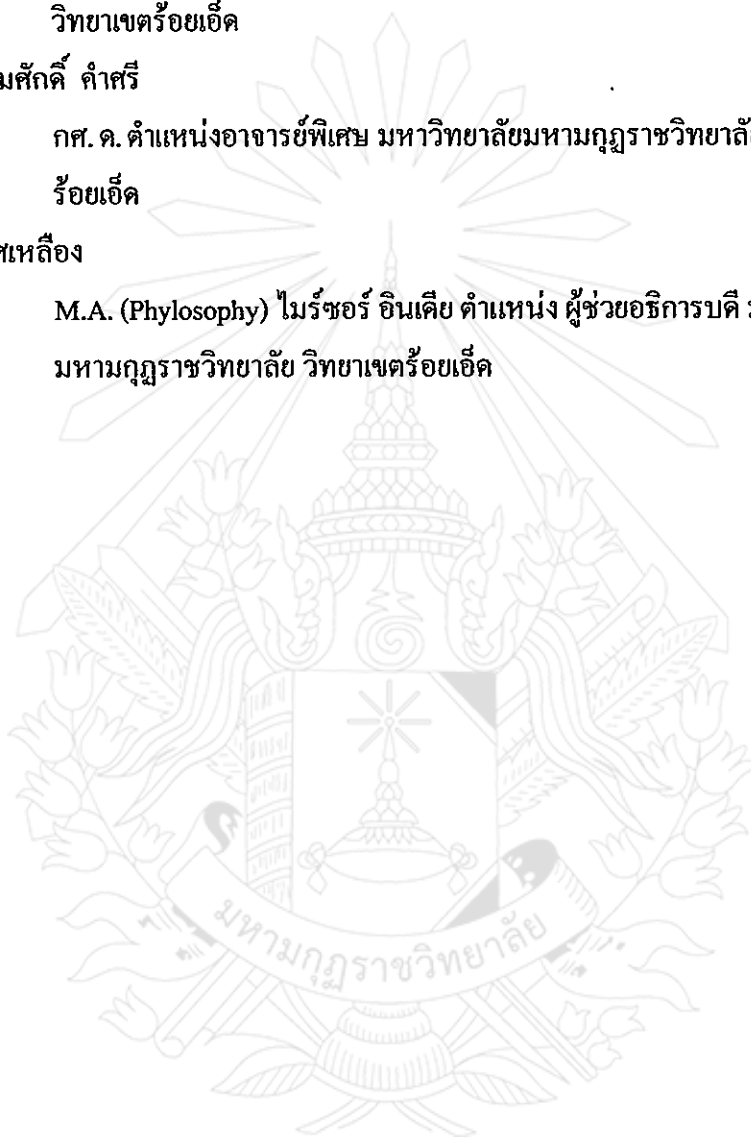 วิทยาเขตร้อยเอ็ด
มศักดิ์ คำศรี
กศ. ด. ตำแหน่งอาจารย์พิเศษ มหาวิทยาลัยมหามกุฏราชวิทยาลั
ร้อยเอ็ด
ศเหลือง
M.A. (Phylosophy) ไมร์ซอร์ อินเดีย ตำแหน่ง ผู้ช่วยอธิการบดี
มหามกุฏราชวิทยาลัย วิทยาเขตร้อยเอ็ด
มหามกุฏราชวิทยาลัย